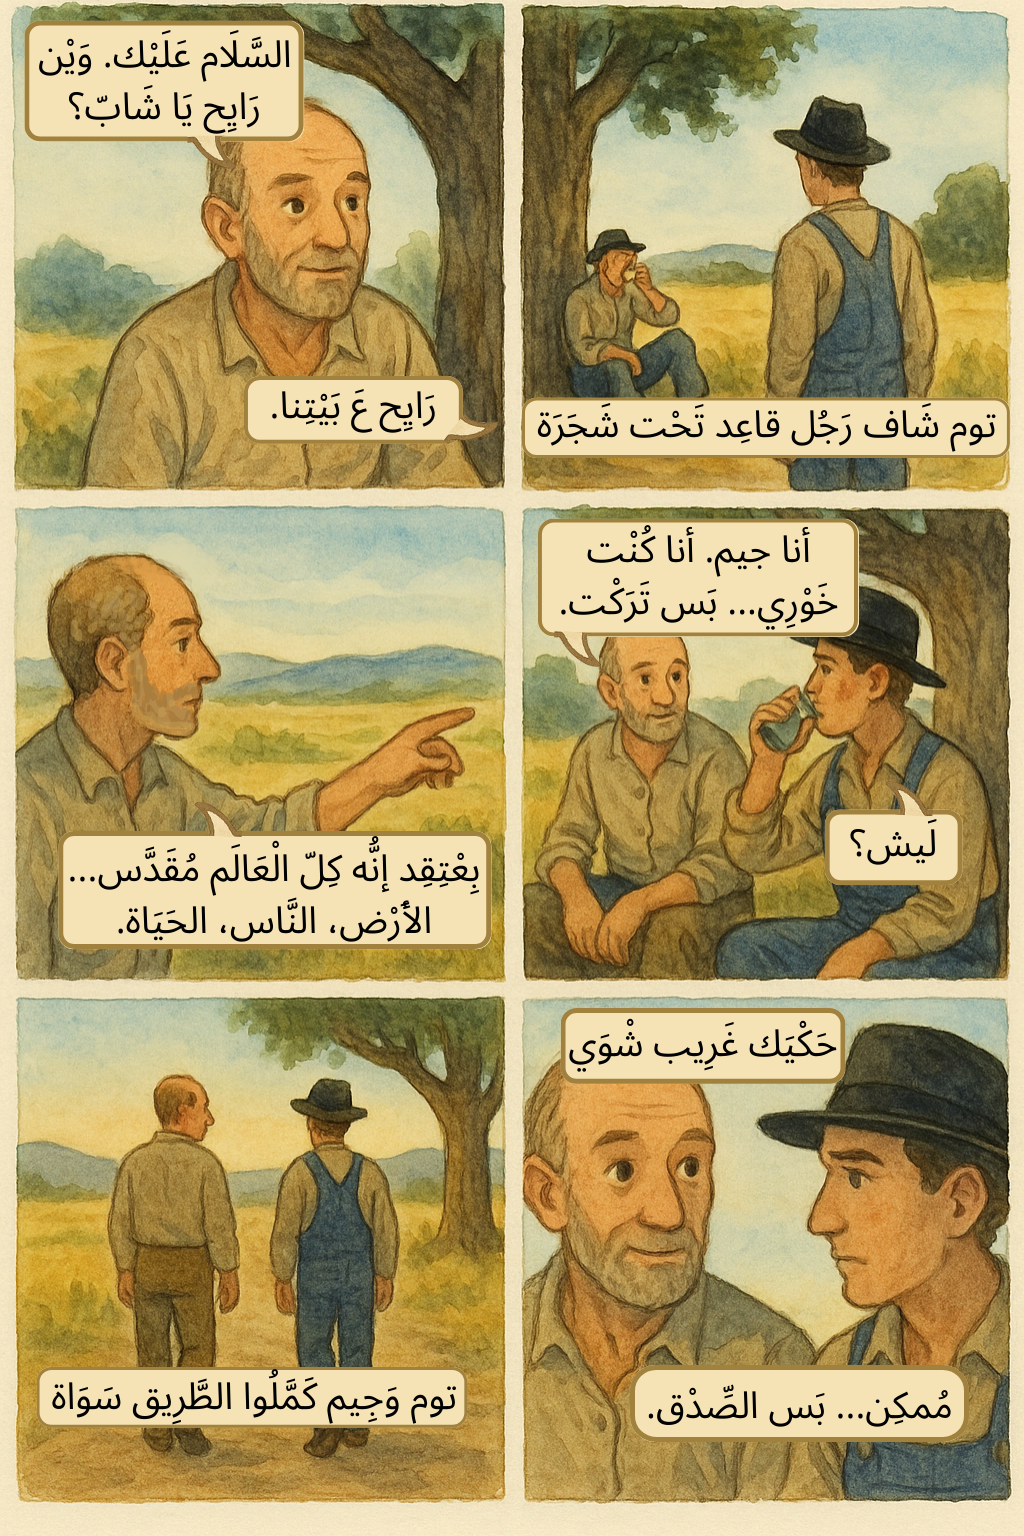 توم شَاف رَجُل قاعِد تَحْت شَجَرَة
السَّلَام عَلَيْك. وَيْن
رَايِح يَا شَابّ؟
رَايِح عَ بَيْتِنا.
أنا جيم. أنا كُنْت
خَوْرِي... بَس تَرَكْت.
لَيش؟
بِعْتِقِد إنُّه كِلّ الْعَالَم مُقَدَّس...
الأَرْض، النَّاس، الحَيَاة.
حَكْيَك غَرِيب شْوَي
مُمكِن... بَس الصِّدْق.
توم وَجِيم كَمَّلُوا الطَّرِيق سَوَاة